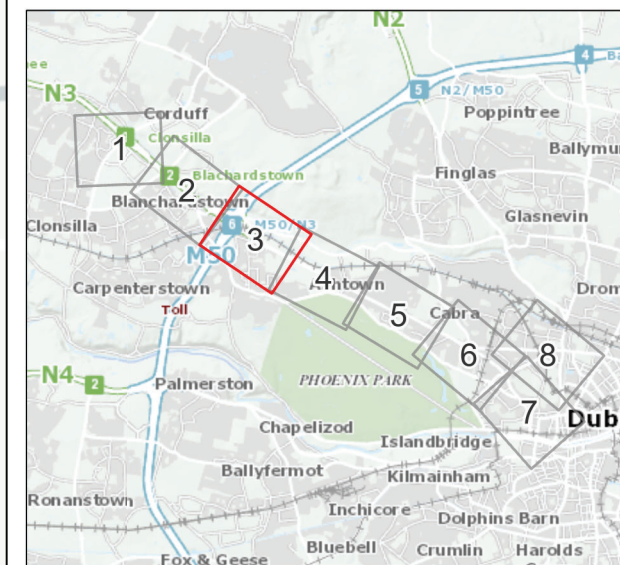 N2
4
Ba
5
N2/M50
ee
N3
Corduff
Poppintree
1
Clonsilla
Ballymu
2
Blachardstown
Finglas
2
Blanchardstown
Glasnevin
Clonsilla
6
M50/N3
3
M50
4
Carpenterstown
5
Cabra
Drom
Toll
6
8
N4
2
Palmerston
PHOENIX PARK
7
Dub
Chapelizod
Islandbridge
Ballyfermot
Kilmainham
Ronanstown
Inchicore
Dolphins Barn
Bluebell
Crumlin
Harolds
Fox & Geese